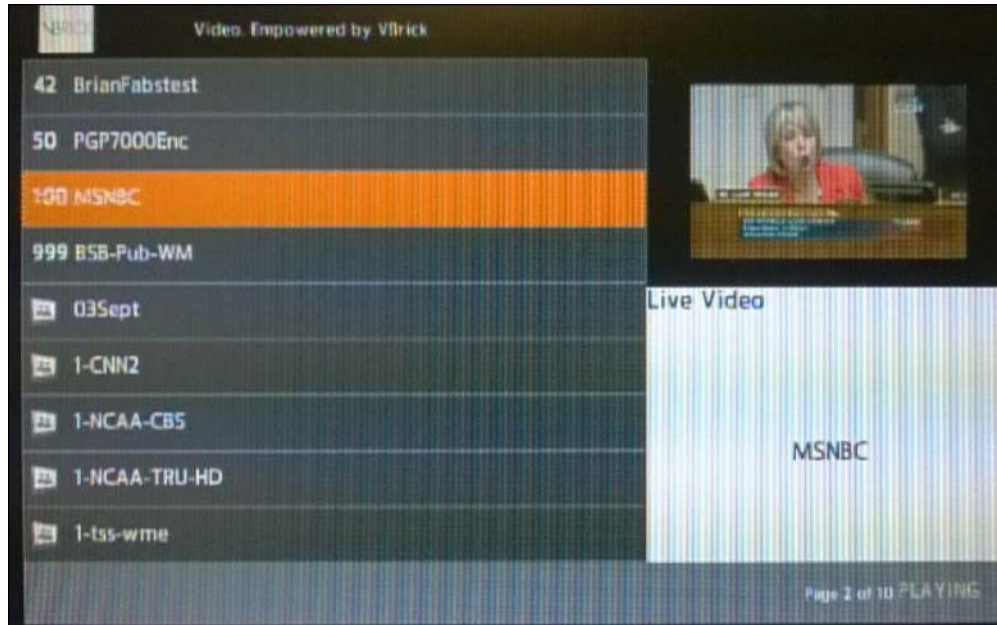 VBRICK
Video. Empowered by VBrick
42 BrianFabstest
50 PGP7000Enc
100 MSNBC
999 BSB-Pub-WM
03Sept
1-CNN2
1-NCAA-CBS
1-NCAA-TRU-HD
1-tss-wme
Live Video
MSNBC
Page 2 of 10 PLAYING